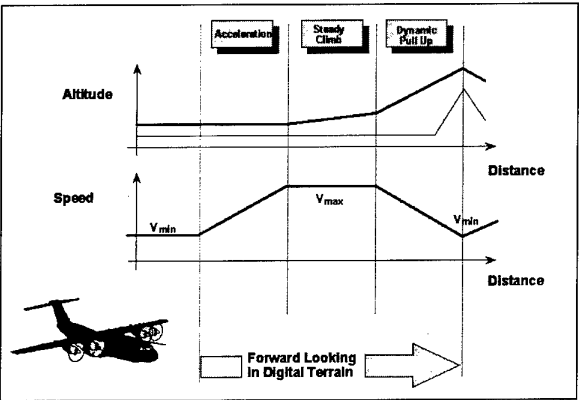 Acceleration
Steady
Climb
Dynamic
Pull Up
Altitude
Distance
Speed
Vmin
Vmax
Vmin
Distance
Forward Looking
in Digital Terrain